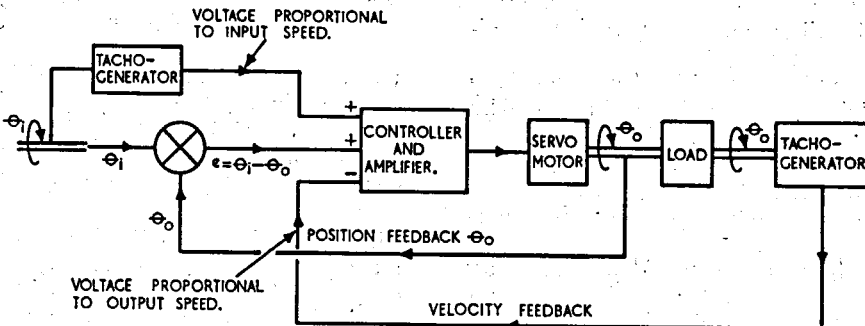 VOLTAGE PROPORTIONAL
TO INPUT SPEED.
TACHO-
GENERATOR
θi
θi
+
+
−
e=θi-θo
CONTROLLER
AND
AMPLIFIER.
SERVO
MOTOR
θo
LOAD
θo
TACHO-
GENERATOR
θo
POSITION FEEDBACK θo
VOLTAGE PROPORTIONAL
TO OUTPUT SPEED.
VELOCITY FEEDBACK